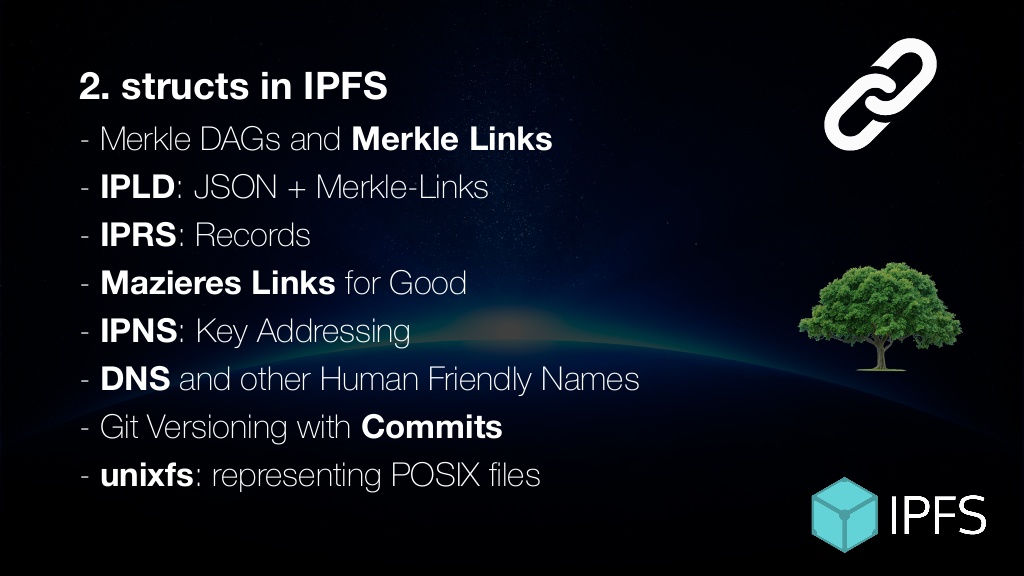 2. structs in IPFS
- Merkle DAGs and Merkle Links
- IPLD: JSON + Merkle-Links
- IPRS: Records
- Mazieres Links for Good
- IPNS: Key Addressing
- DNS and other Human Friendly Names
- Git Versioning with Commits
- unixfs: representing POSIX files
IPFS